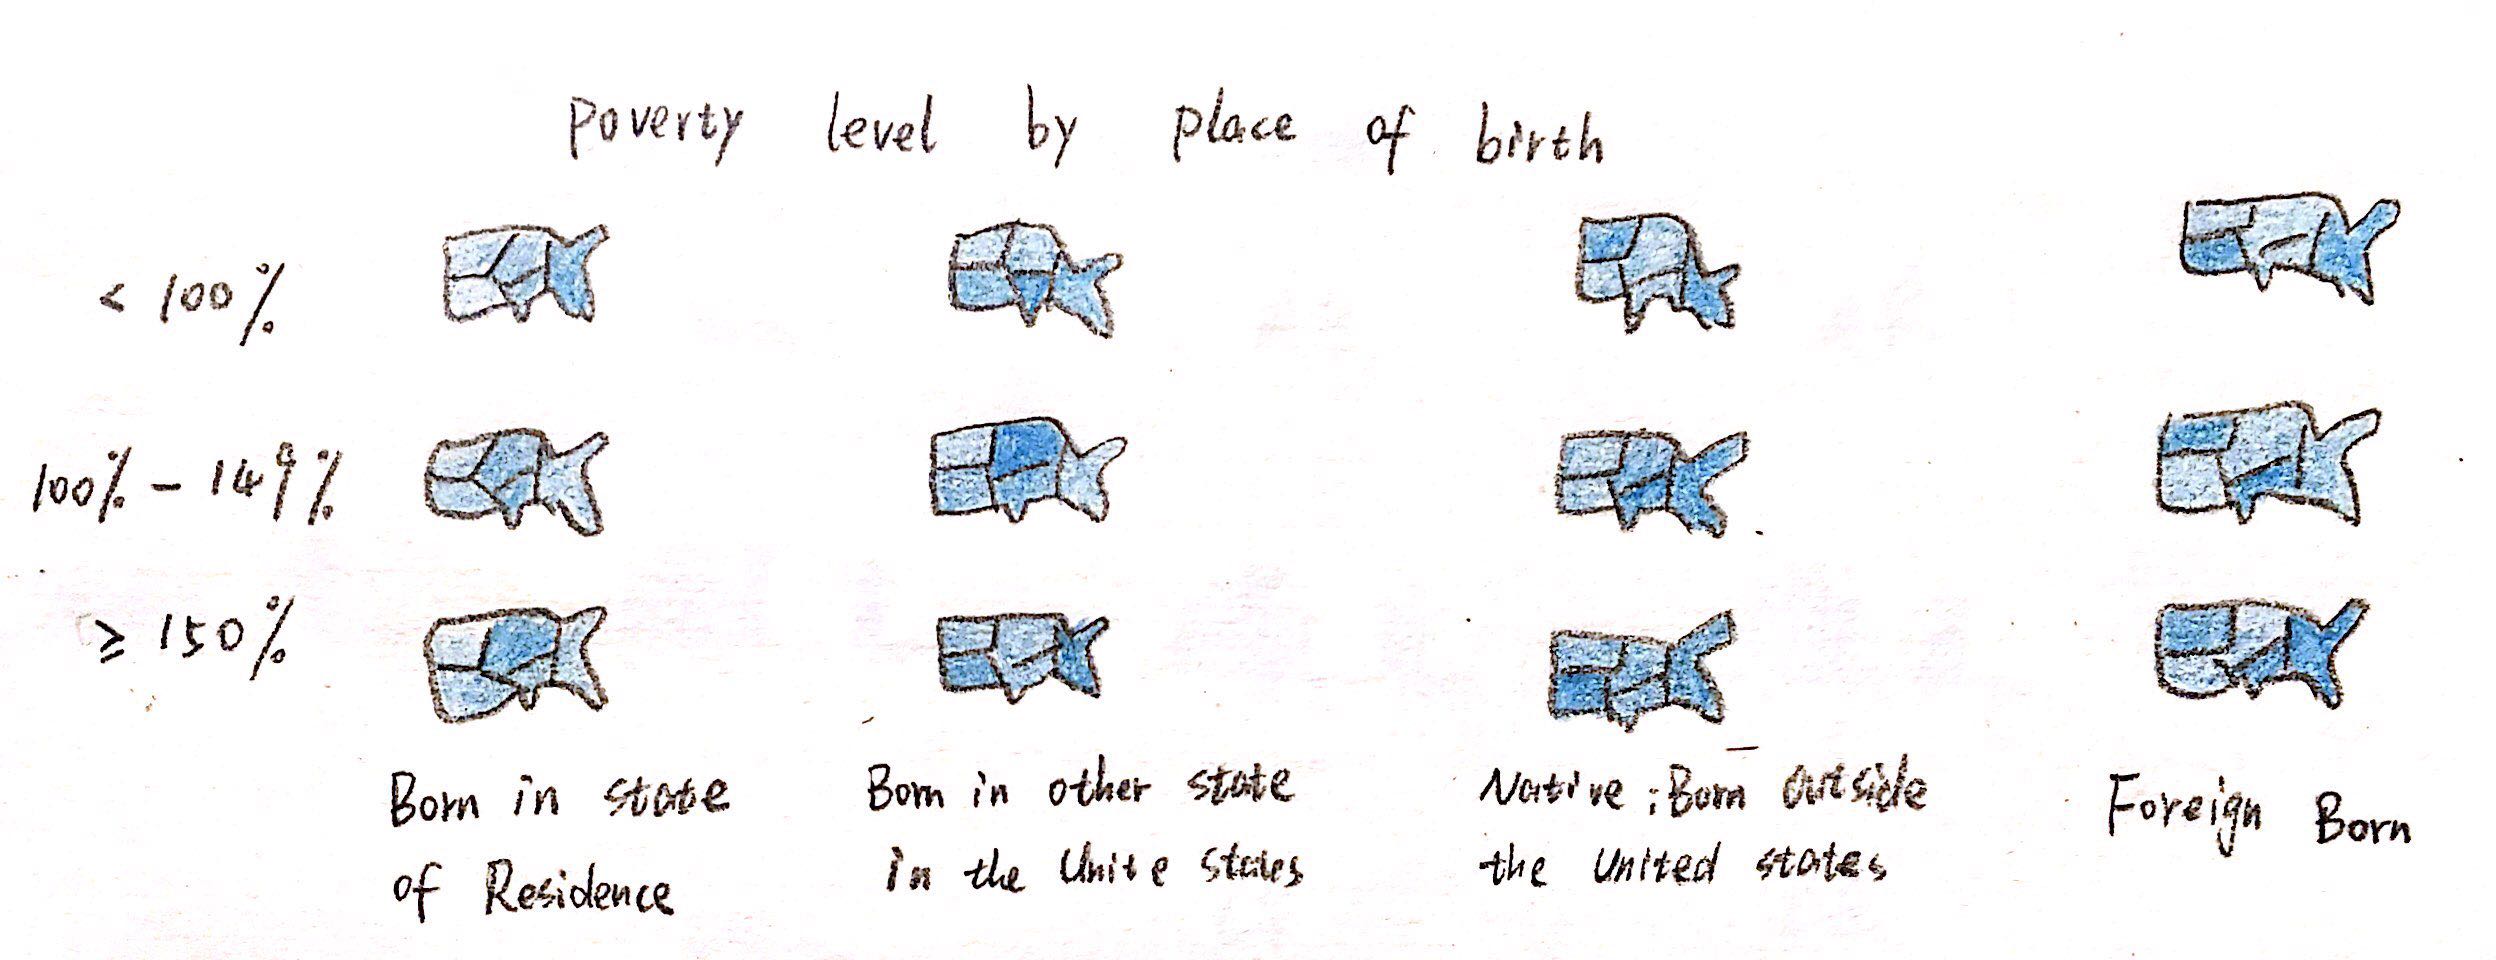 Poverty level by place of birth
< 100%
100% - 149%
≥ 150%
Born in state
of Residence
Born in other state
in the Unite states
Native : Born outside
the United states
Foreign Born